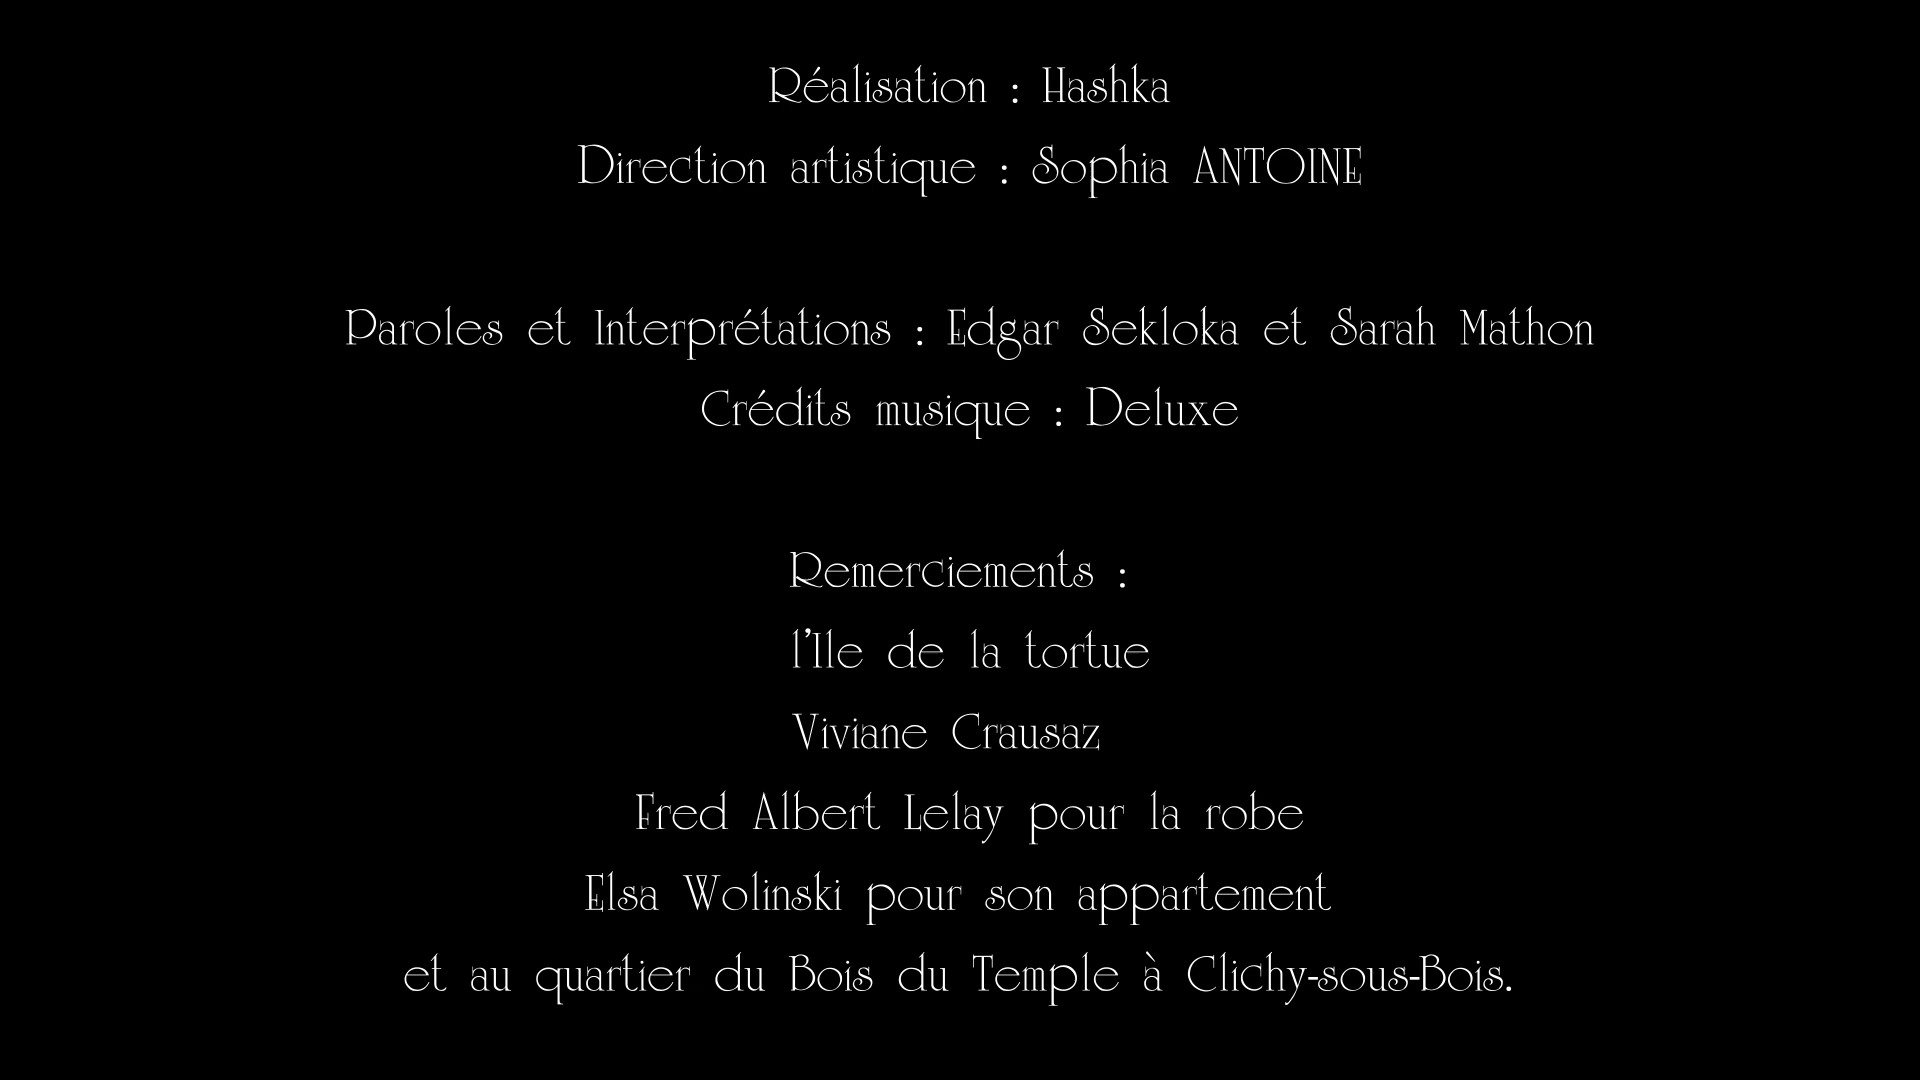 Réalisation : Hashka
Direction artistique : Sophia ANTOINE
Paroles et Interprétations : Edgar Sekloka et Sarah Mathon
Crédits musique : Deluxe
Remerciements :
l'Ile de la tortue
Viviane Crausaz
Fred Albert Lelay pour la robe
Elsa Wolinski pour son appartement
et au quartier du Bois du Temple à Clichy-sous-Bois.